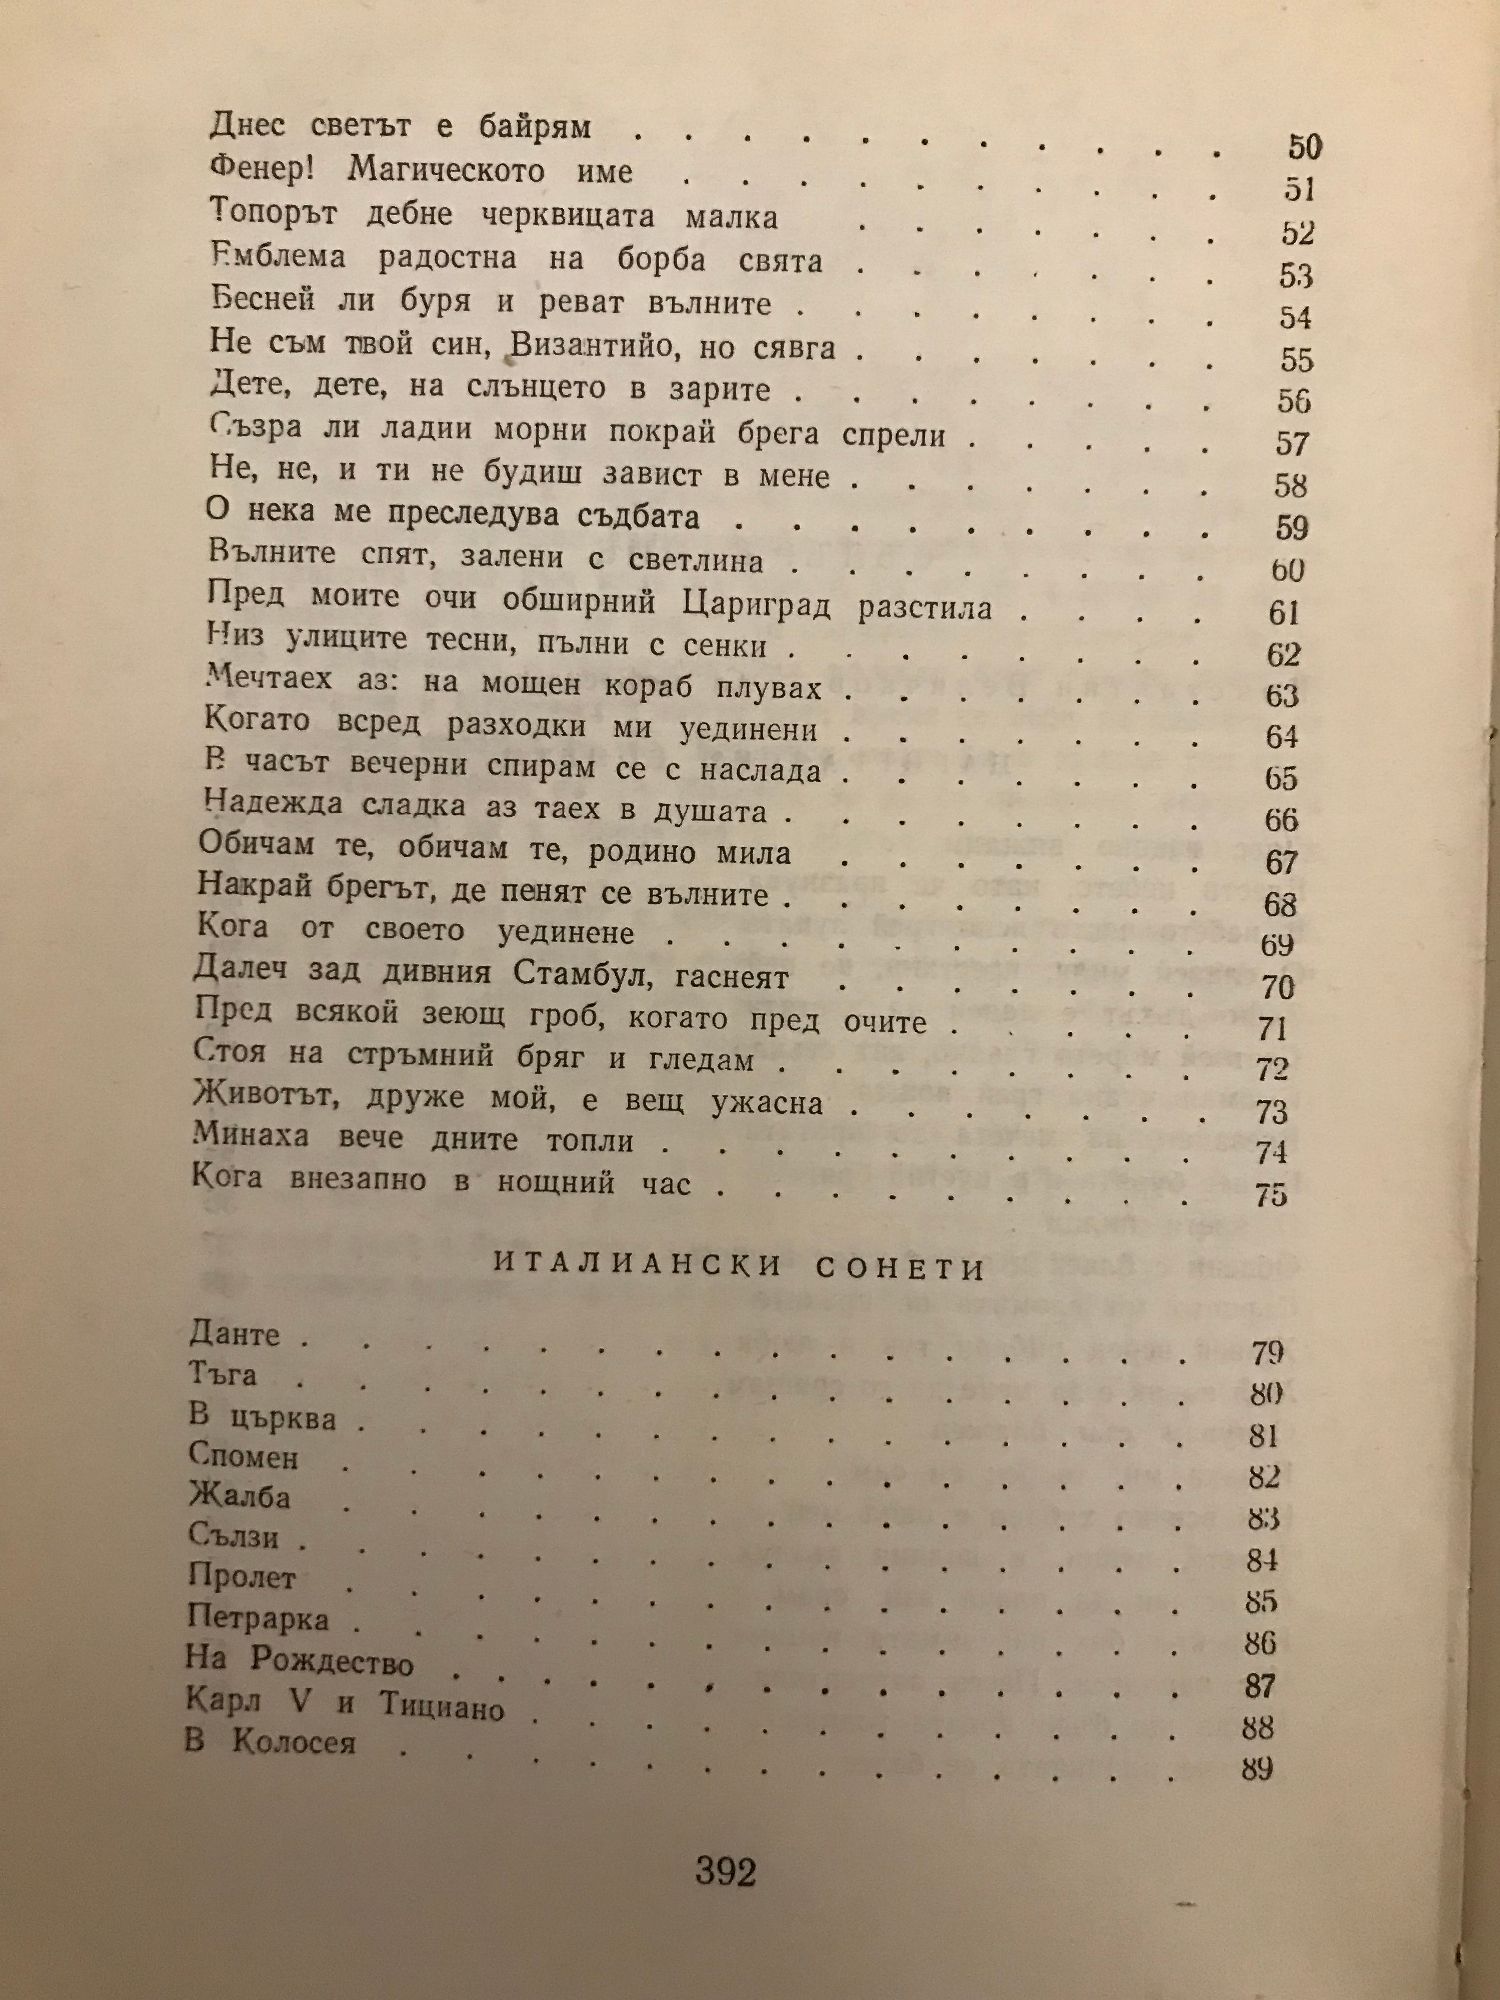 Днес светът е байрям . . . . . . . . . . . 50
Фенер! Магическото име . . . . . . . . . . 51
Топорът дебне черквицата малка . . . . . . . 52
Емблема радостна на борба свята . . . . . . . 53
Бесней ли буря и реват вълните . . . . . . . . 54
Не съм твой син, Византийо, но сявга . . . . . . . 55
Дете, дете, на слънцето в зарите . . . . . . . . 56
Съзра ли ладии морни покрай брега спрели . . . . . 57
Не, не, и ти не будиш завист в мене . . . . . . . 58
О нека ме преследува съдбата . . . . . . . . . 59
Вълните спят, залени с светлина . . . . . . . . 60
Пред моите очи обширний Цариград разстила . . . . 61
Низ улиците тесни, пълни с сенки . . . . . . . . 62
Мечтаех аз: на мощен кораб плувах . . . . . . . 63
Когато всред разходки ми уединени . . . . . . . 64
В часът вечерни спирам се с наслада . . . . . . . 65
Надежда сладка аз таех в душата . . . . . . . . 66
Обичам те, обичам те, родино мила . . . . . . . 67
Накрай брегът, де пенят се вълните . . . . . . . . 68
Кога от своето уединене . . . . . . . . . . 69
Далеч зад дивния Стамбул, гаснеят . . . . . . . 70
Пред всякой зеющ гроб, когато пред очите . . . . . 71
Стоя на стръмний бряг и гледам . . . . . . . . 72
Животът, друже мой, е вещ ужасна . . . . . . . 73
Минаха вече дните топли . . . . . . . . . . 74
Кога внезапно в нощний час . . . . . . . . . 75
ИТАЛИАНСКИ СОНЕТИ
Данте . . . . . . . . . . . . . . . . 79
Тъга . . . . . . . . . . . . . . . . 80
В църква . . . . . . . . . . . . . . . 81
Спомен . . . . . . . . . . . . . . . 82
Жалба . . . . . . . . . . . . . . . 83
Сълзи . . . . . . . . . . . . . . . . 84
Пролет . . . . . . . . . . . . . . . 85
Петрарка . . . . . . . . . . . . . . . 86
На Рождество . . . . . . . . . . . . . 87
Карл V и Тициано . . . . . . . . . . . . 88
В Колосея . . . . . . . . . . . . . . 89
392